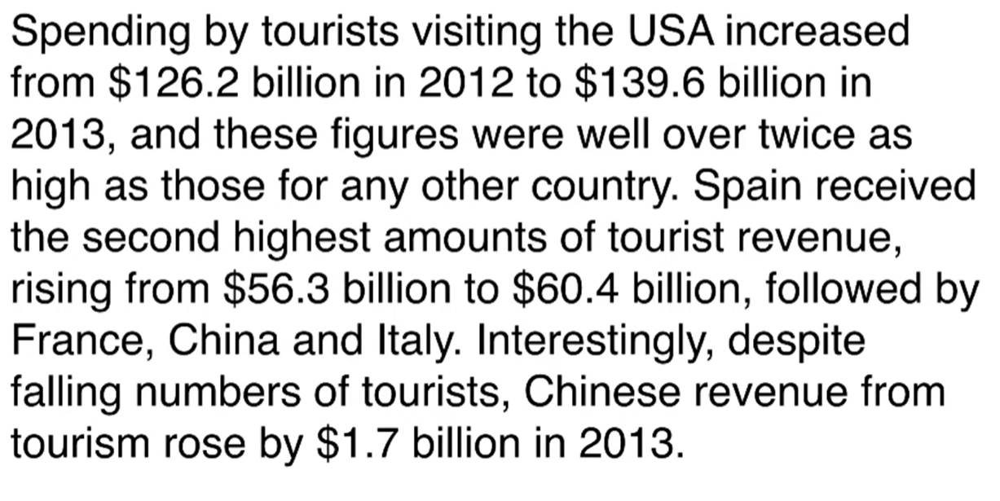 Spending by tourists visiting the USA increased
from $126.2 billion in 2012 to $139.6 billion in
2013, and these figures were well over twice as
high as those for any other country. Spain received
the second highest amounts of tourist revenue,
rising from $56.3 billion to $60.4 billion, followed by
France, China and Italy. Interestingly, despite
falling numbers of tourists, Chinese revenue from
tourism rose by $1.7 billion in 2013.